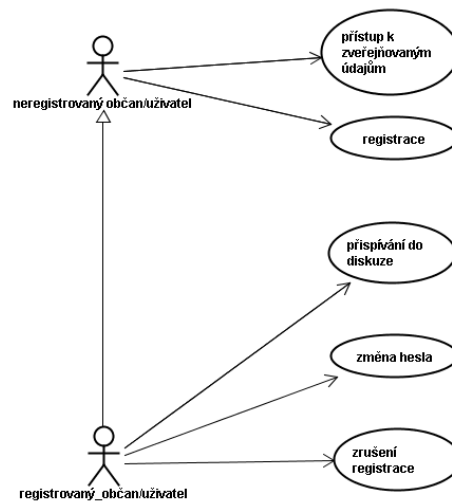 přístup k
zveřejňovaným
údajům
neregistrovaný občan/uživatel
registrace
přispívání do
diskuze
změna hesla
zrušení
registrace
registrovaný_občan/uživatel